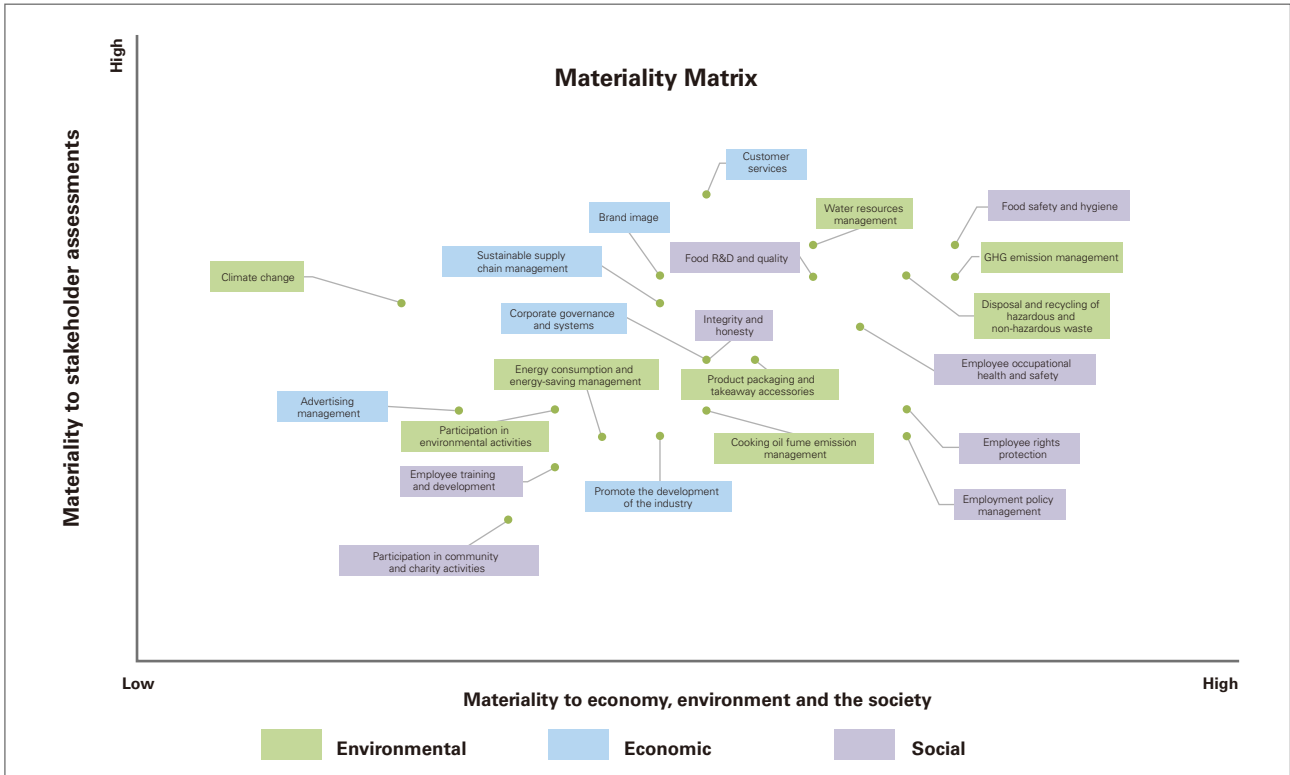 Materiality Matrix
High
Materiality to stakeholder assessments
Customer
services
Brand image
Water resources
management
Food safety and hygiene
Sustainable supply
chain management
Food R&D and quality
GHG emission management
Climate change
Corporate governance
and systems
Integrity and
honesty
Disposal and recycling of
hazardous and
non-hazardous waste
Energy consumption and
energy-saving management
Product packaging and
takeaway accessories
Employee occupational
health and safety
Advertising
management
Participation in
environmental activities
Cooking oil fume emission
management
Employee rights
protection
Employee training
and development
Promote the development
of the industry
Employment policy
management
Participation in community
and charity activities
Low
High
Materiality to economy, environment and the society
Environmental
Economic
Social